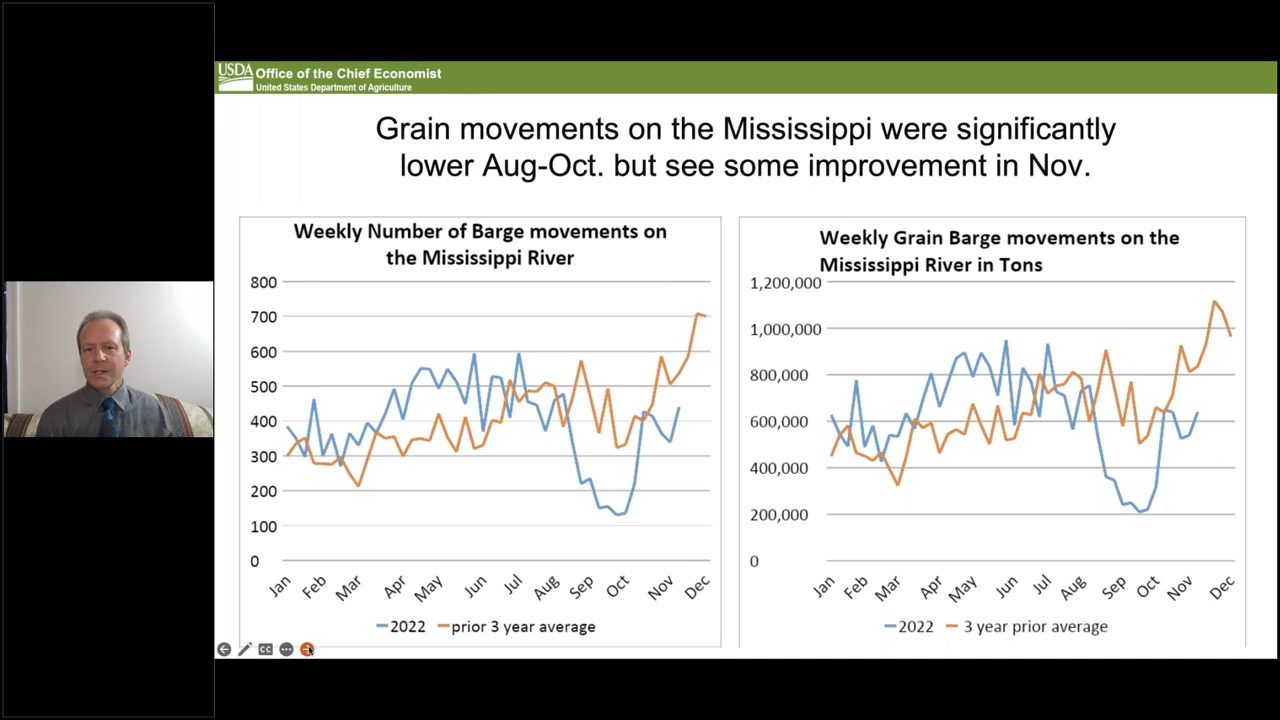 USDA
Office of the Chief Economist
United States Department of Agriculture
Grain movements on the Mississippi were significantly
lower Aug-Oct. but see some improvement in Nov.
Weekly Number of Barge movements on
the Mississippi River
800
700
600
500
400
300
200
100
0
Jan Feb Mar Apr May Jun Jul Aug Sep Oct Nov Dec
2022 prior 3 year average
Weekly Grain Barge movements on the
Mississippi River in Tons
1,200,000
1,000,000
800,000
600,000
400,000
200,000
0
Jan Feb Mar Apr May Jun Jul Aug Sep Oct Nov Dec
2022 3 year prior average
CC